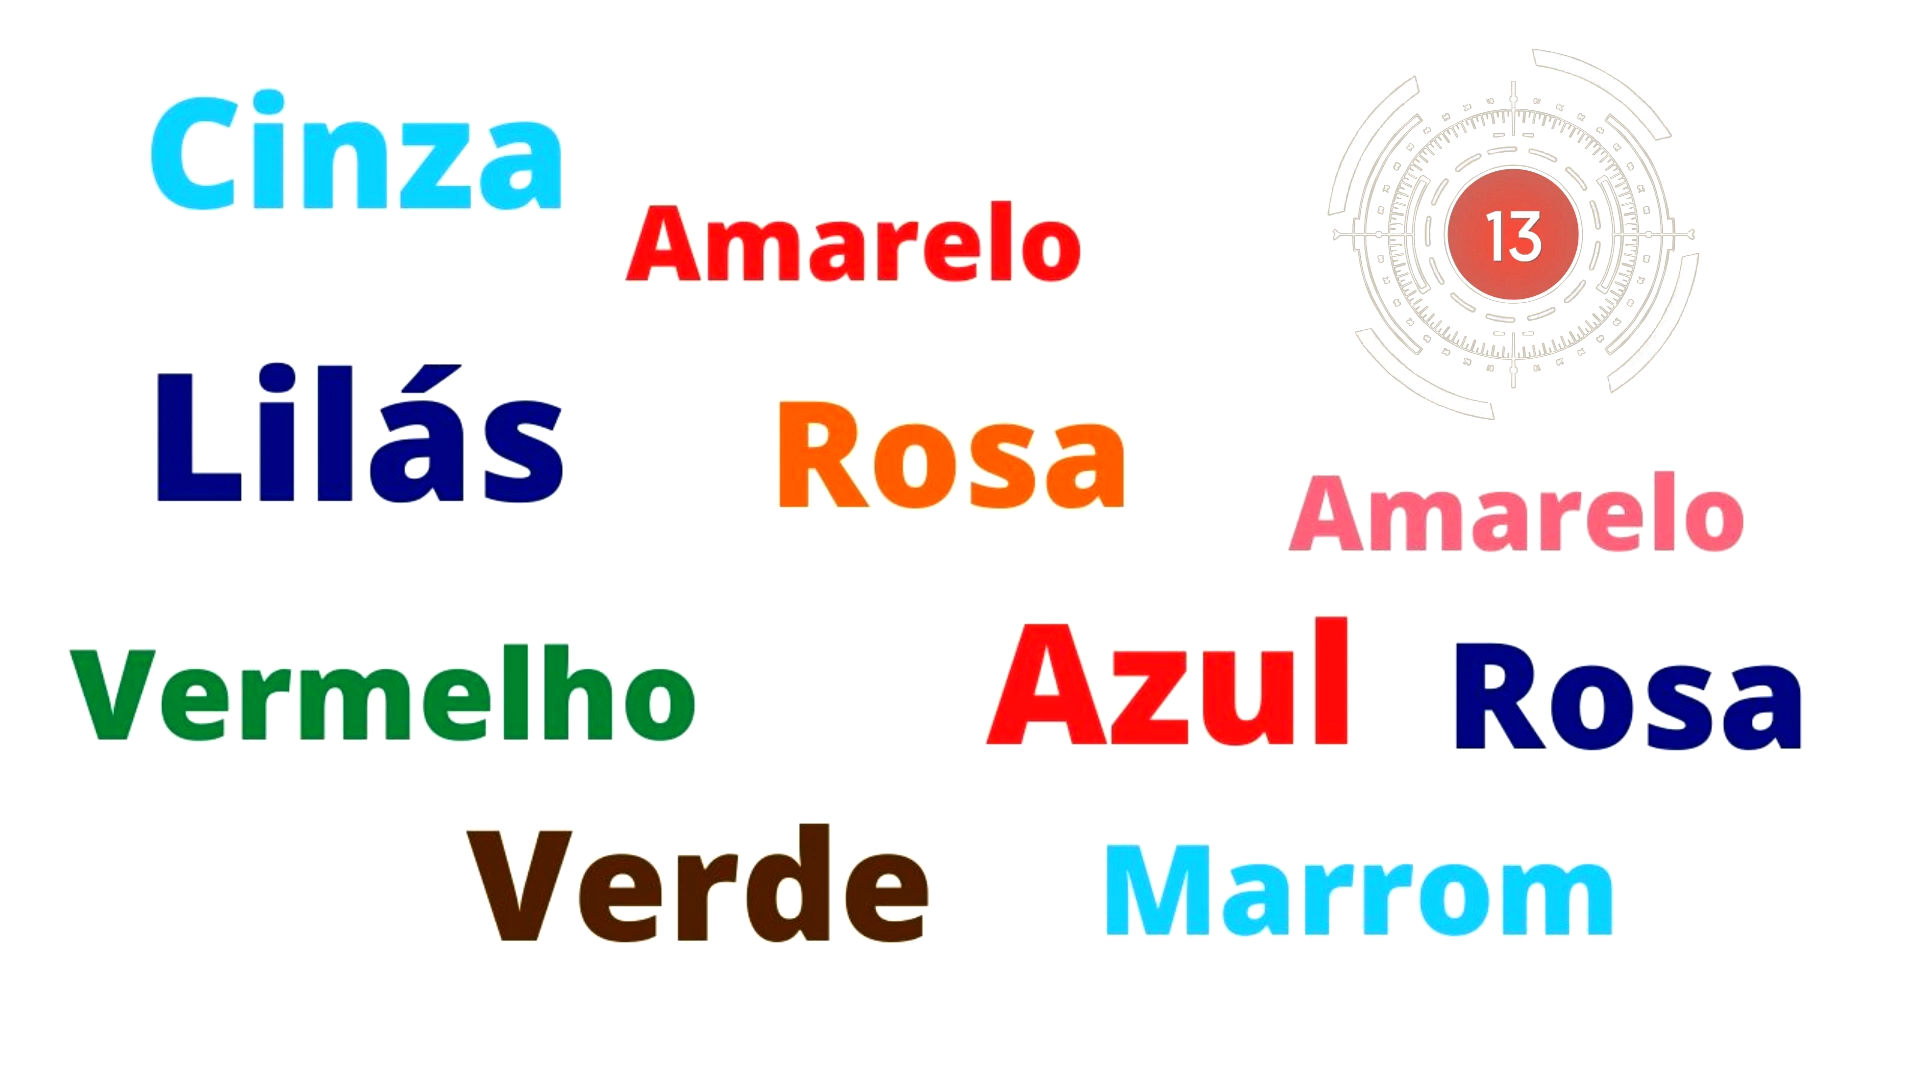 Cinza
Amarelo
13
Lilás
Rosa
Amarelo
Vermelho
Azul
Rosa
Verde
Marrom